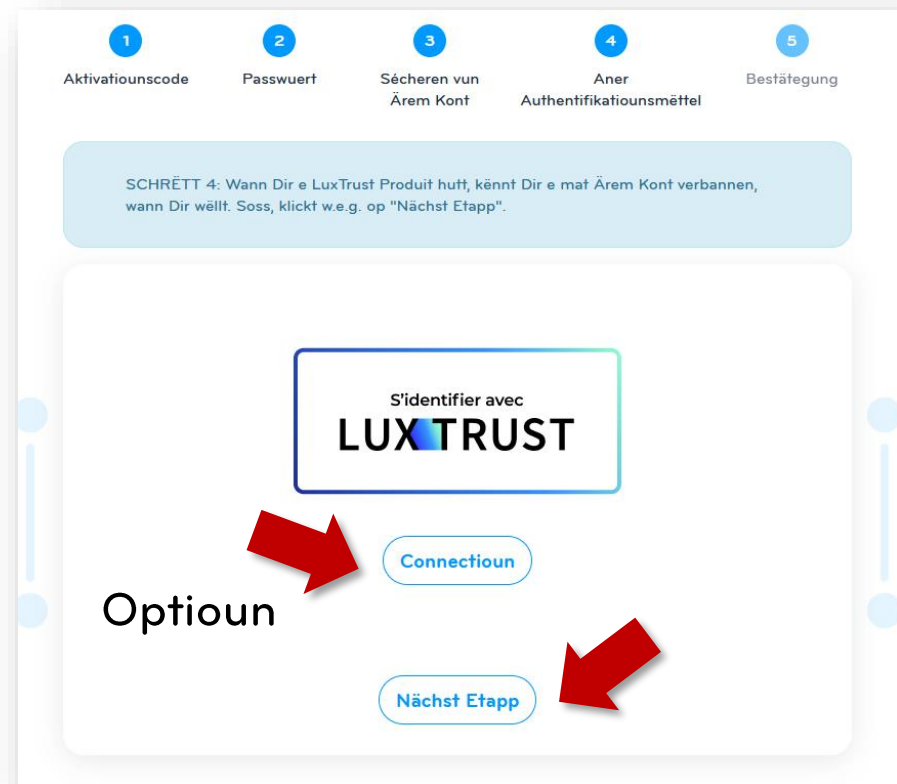 1
2
3
4
5
Aktivatiounscode
Passwuert
Sécheren vun
Ärem Kont
Aner
Authentifikatiounsmëttel
Bestätegung
SCHRËTT 4: Wann Dir e LuxTrust Produit hutt, kënnt Dir e mat Ärem Kont verbannen,
wann Dir wëllt. Soss, klickt w.e.g. op "Nächst Etapp".
S'identifier avec
LUXTRUST
Connectioun
Optioun
Nächst Etapp